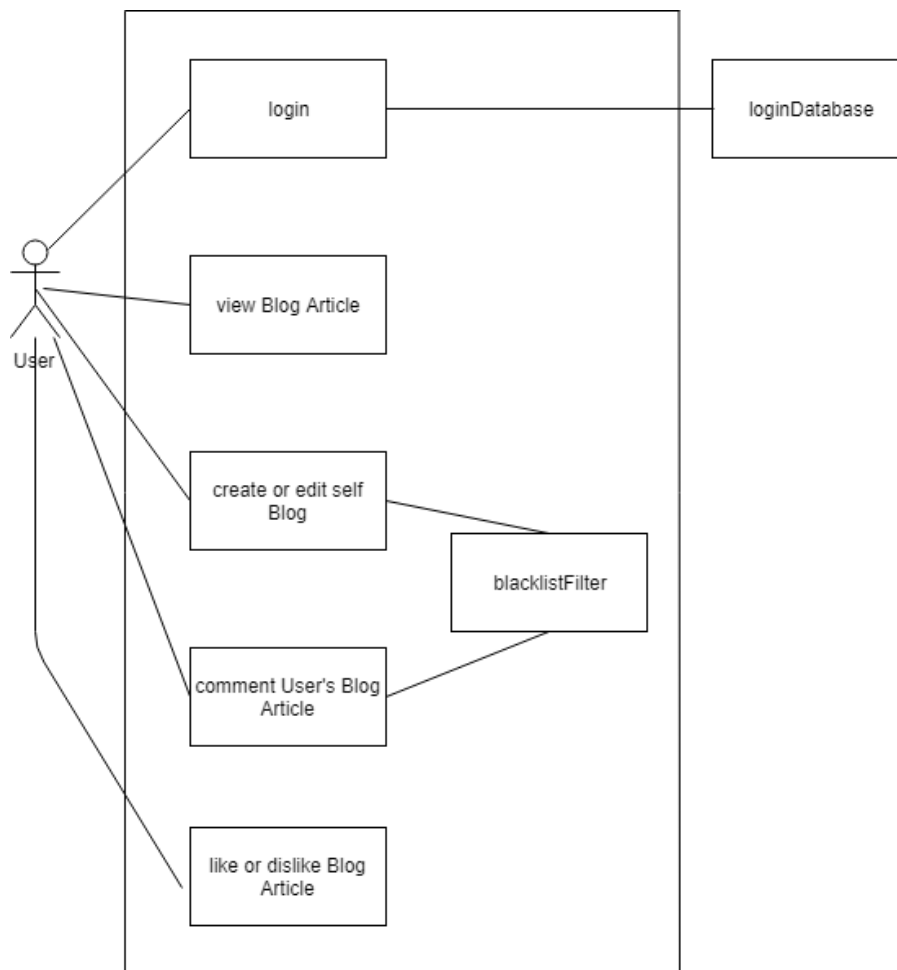 login
loginDatabase
view Blog Article
User
create or edit self
Blog
blacklistFilter
comment User's Blog
Article
like or dislike Blog
Article